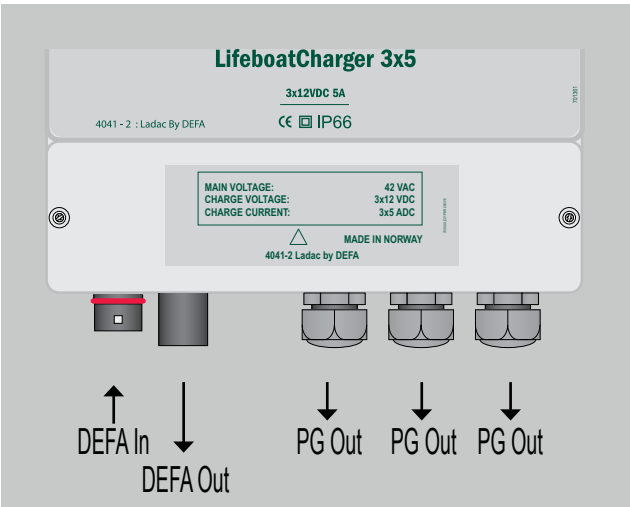 LifeboatCharger 3x5
3x12VDC 5A
701301
4041 - 2 : Ladac By DEFA
CE IP66
MAIN VOLTAGE: 42 VAC
CHARGE VOLTAGE: 3x12 VDC
CHARGE CURRENT: 3x5 ADC
MADE IN NORWAY
4041-2 Ladac by DEFA
DEFA In
DEFA Out
PG Out
PG Out
PG Out